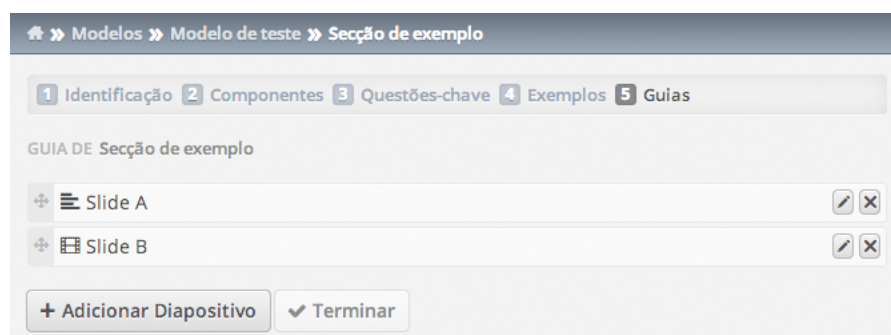 Modelos Modelo de teste Secção de exemplo
1 Identificação 2 Componentes 3 Questões-chave 4 Exemplos 5 Guias
GUIA DE Secção de exemplo
Slide A
Slide B
+ Adicionar Diapositivo Terminar